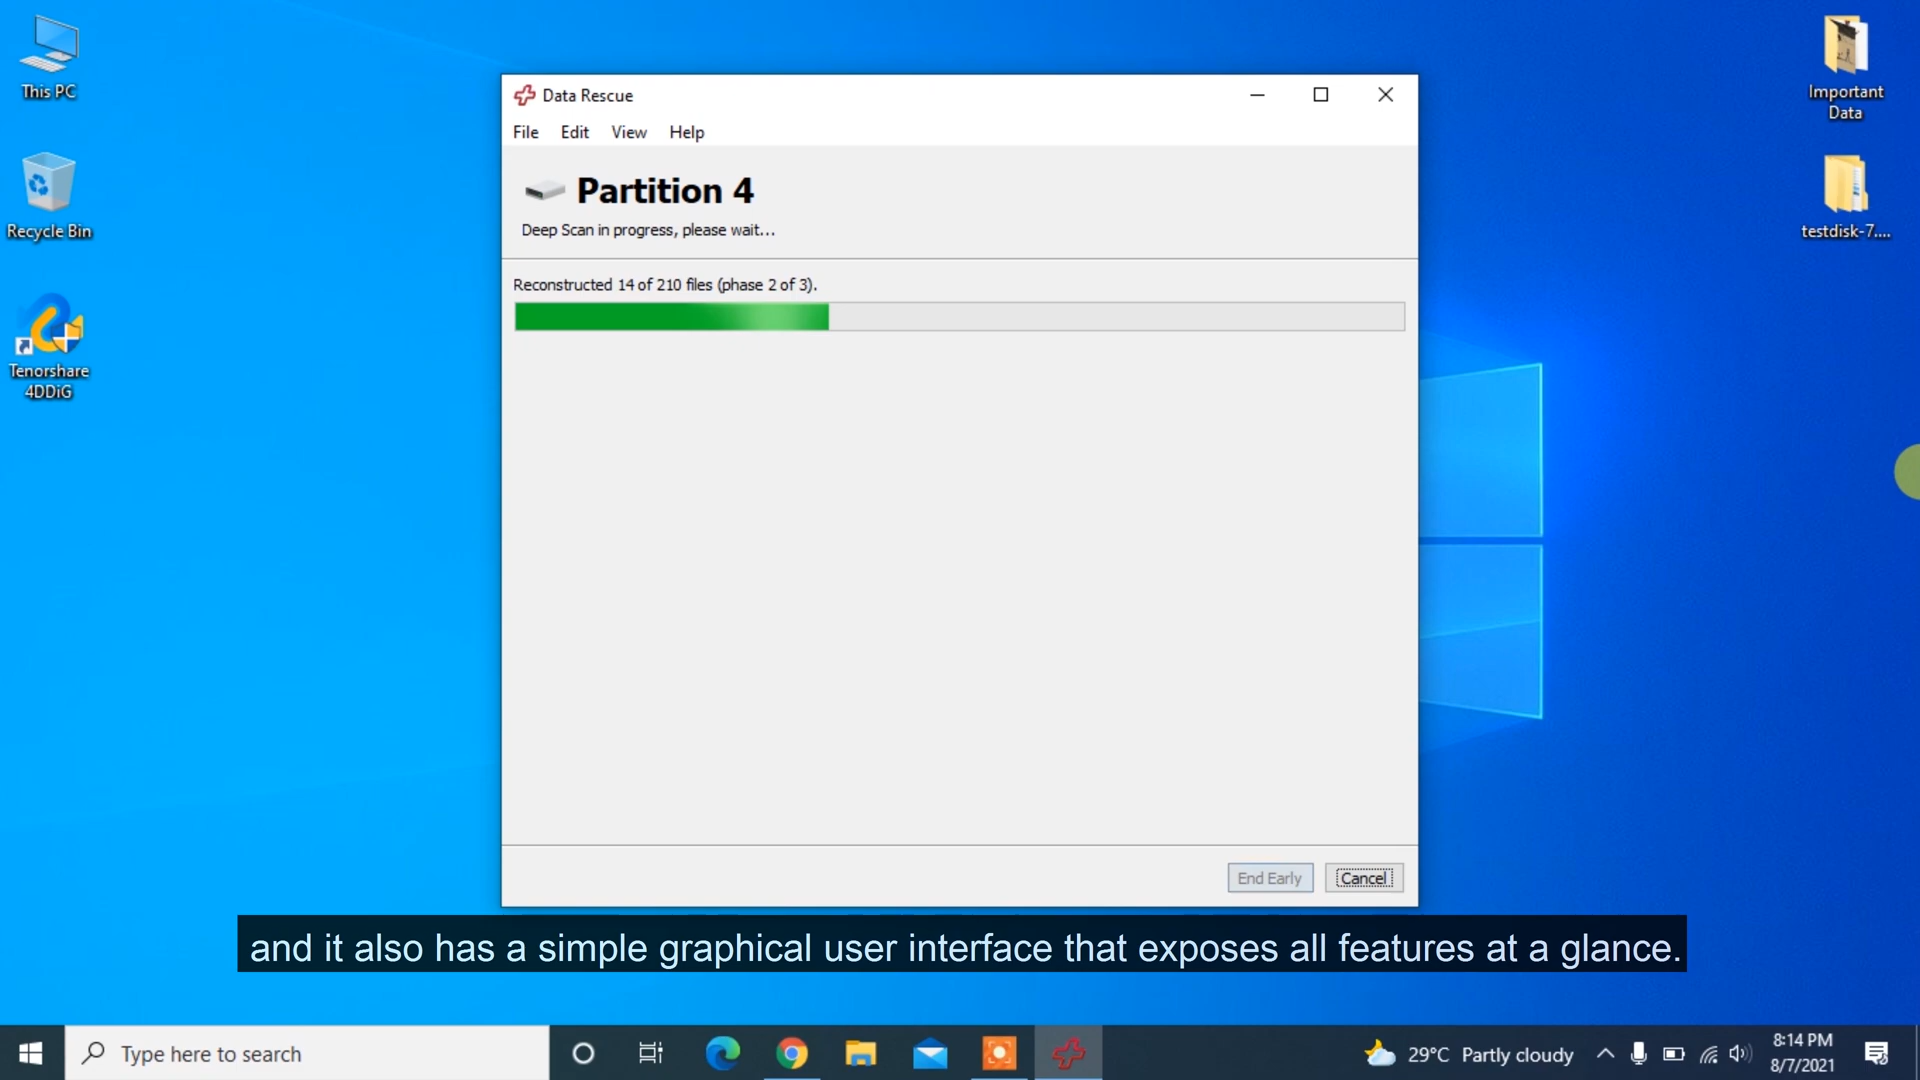 This PC
Recycle Bin
Tenorshare
4DDiG
Important
Data
testdisk-7....
Data Rescue
File Edit View Help
Partition 4
Deep Scan in progress, please wait...
Reconstructed 14 of 210 files (phase 2 of 3).
End Early Cancel
and it also has a simple graphical user interface that exposes all features at a glance.
Type here to search
29°C Partly cloudy
8:14 PM
8/7/2021